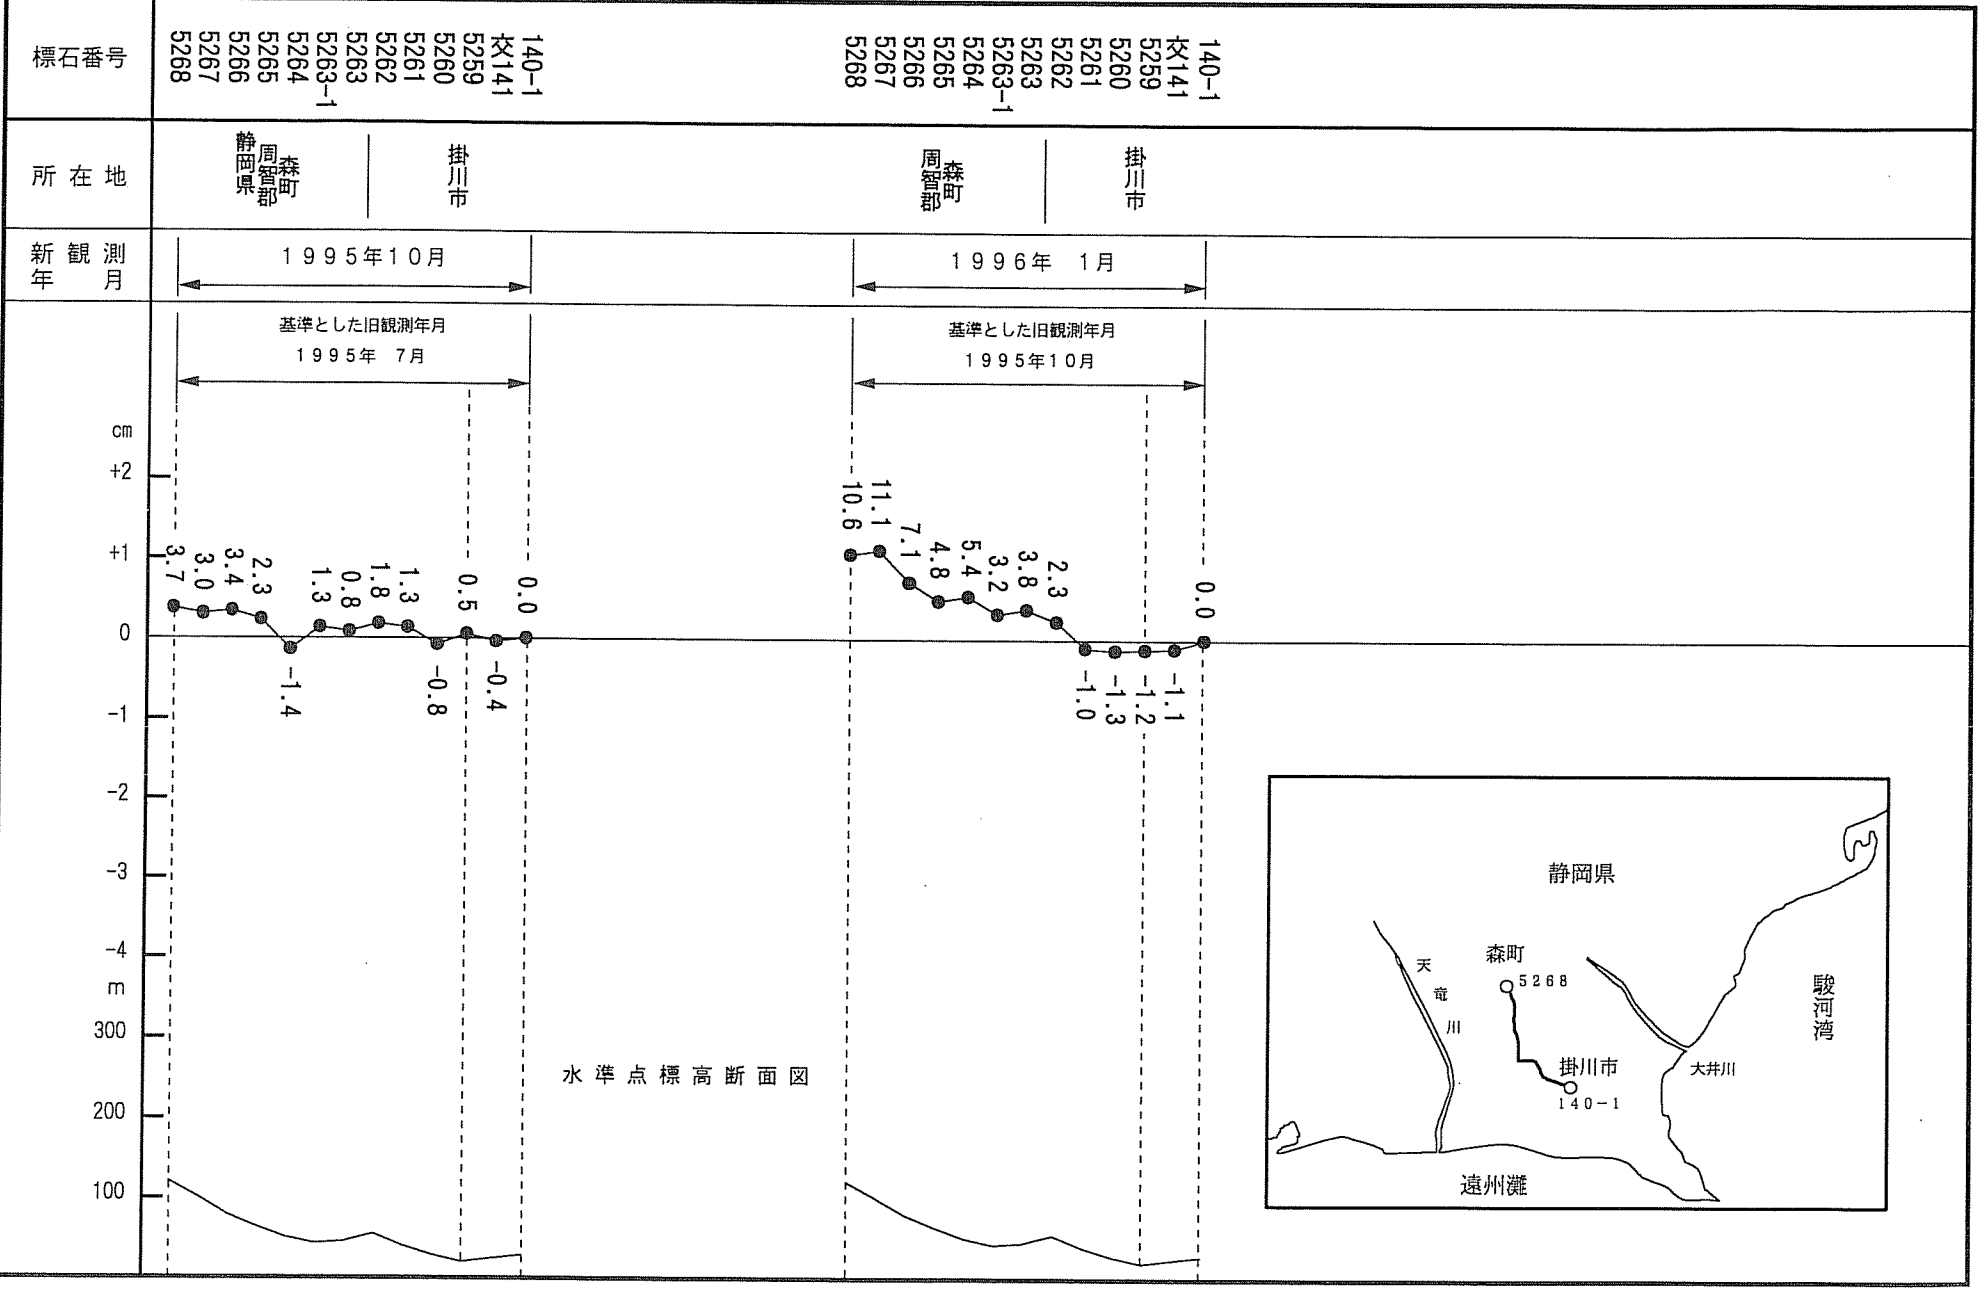 標石番号
5268
5267
5266
5265
5264
5263-1
5263
5262
5261
5260
5259
交141
140-1
5268
5267
5266
5265
5264
5263-1
5263
5262
5261
5260
5259
交141
140-1
所在地
静岡県
周智郡
森町
掛川市
周智郡
森町
掛川市
新観測
年月
1995年10月
1996年 1月
基準とした旧観測年月
1995年 7月
基準とした旧観測年月
1995年10月
cm
+2
+1
0
-1
-2
-3
-4
m
300
200
100
3.7
3.0
3.4
2.3
-1.4
1.3
0.8
1.8
1.3
-0.8
0.5
-0.4
0.0
10.6
11.1
7.1
4.8
5.4
3.2
3.8
2.3
-1.0
-1.3
-1.2
-1.1
0.0
水準点標高断面図
静岡県
森町
5268
天竜川
掛川市
140-1
大井川
駿河湾
遠州灘